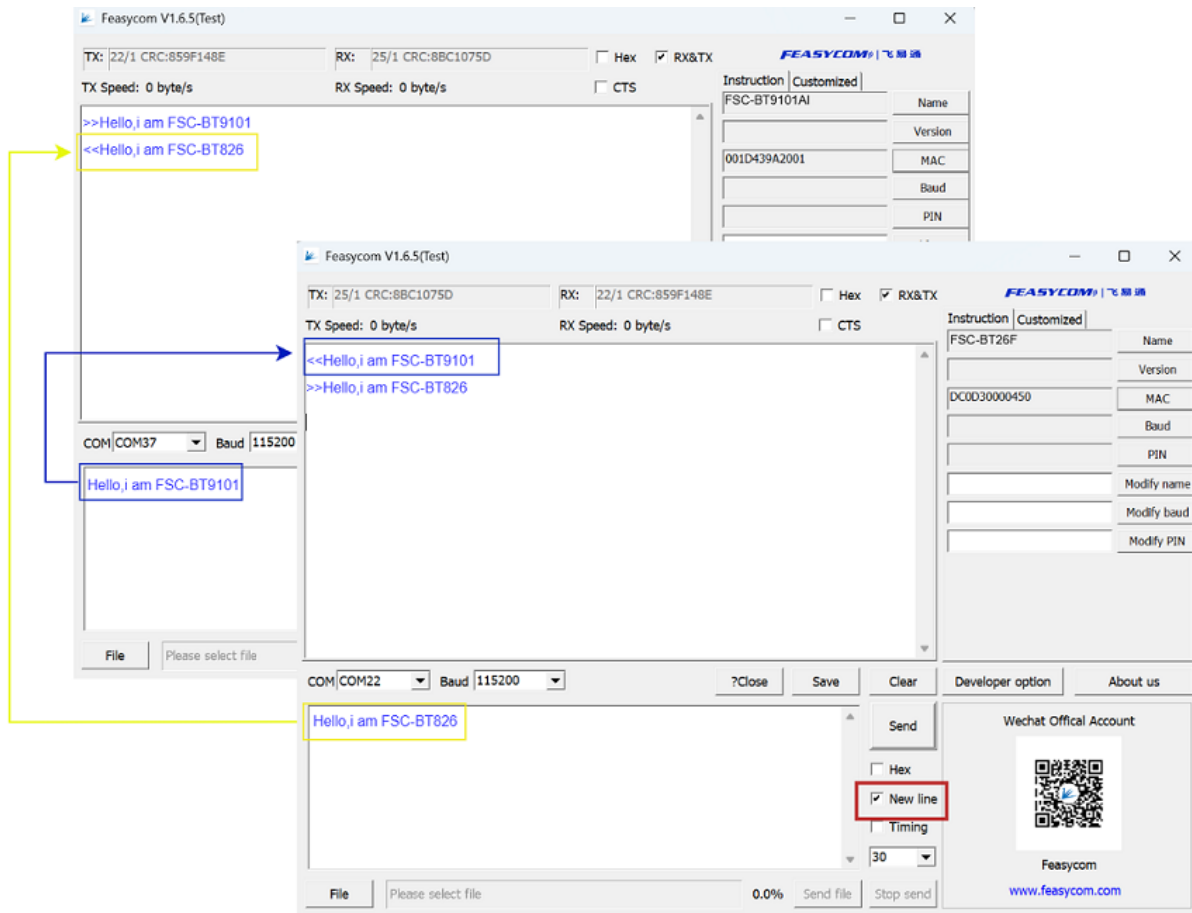 Feasycom V1.6.5(Test)
TX: 22/1 CRC:859F148E RX: 25/1 CRC:8BC1075D Hex RX&TX FEASYCOM | 飞易通
TX Speed: 0 byte/s RX Speed: 0 byte/s CTS
Instruction Customized
FSC-BT9101AI Name
Version
001D439A2001 MAC
Baud
PIN
>>Hello,i am FSC-BT9101
<<Hello,i am FSC-BT826
COM COM37 Baud 115200
Hello,i am FSC-BT9101
File Please select file
Feasycom V1.6.5(Test)
TX: 25/1 CRC:8BC1075D RX: 22/1 CRC:859F148E Hex RX&TX FEASYCOM | 飞易通
TX Speed: 0 byte/s RX Speed: 0 byte/s CTS
Instruction Customized
FSC-BT26F Name
Version
DC0D30000450 MAC
Baud
PIN
Modify name
Modify baud
Modify PIN
<<Hello,i am FSC-BT9101
>>Hello,i am FSC-BT826
COM COM22 Baud 115200 ?Close Save Clear Developer option About us
Hello,i am FSC-BT826
Send
Hex
New line
Timing
30
Wechat Offical Account
Feasycom
www.feasycom.com
File Please select file 0.0% Send file Stop send